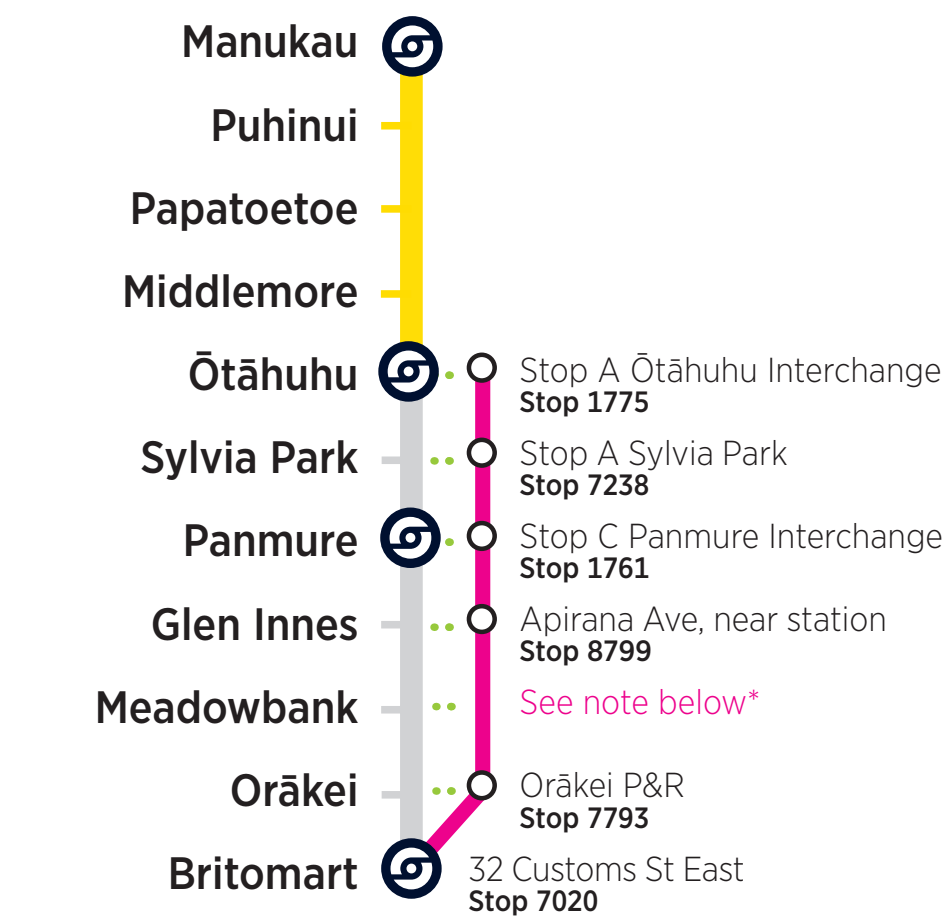 Manukau
Puhinui
Papatoetoe
Middlemore
Ōtāhuhu
Stop A Ōtāhuhu Interchange
Stop 1775
Sylvia Park
Stop A Sylvia Park
Stop 7238
Panmure
Stop C Panmure Interchange
Stop 1761
Glen Innes
Apirana Ave, near station
Stop 8799
Meadowbank
See note below*
Orākei
Orākei P&R
Stop 7793
Britomart
32 Customs St East
Stop 7020